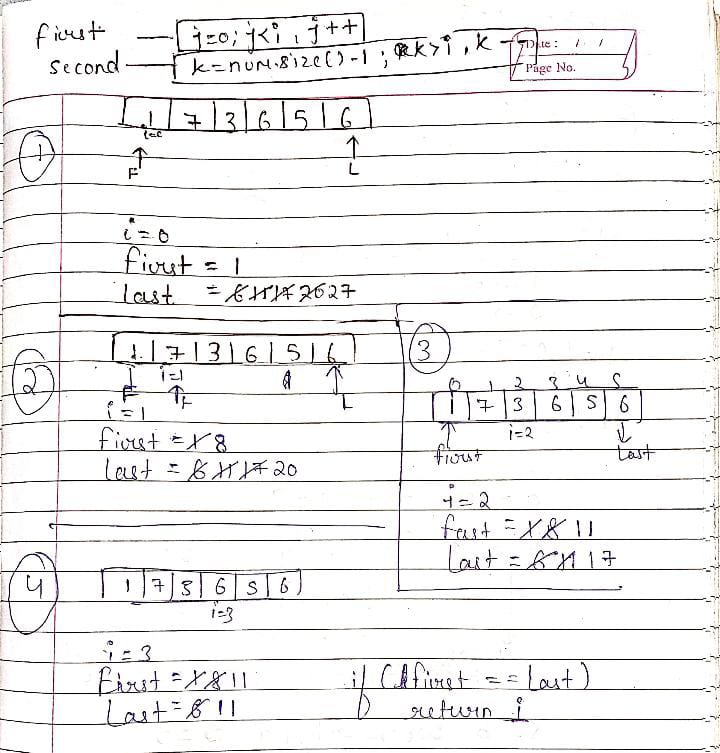 first — j=0; j<i, j++
second — k=num.size()-1; k>i, k--
Date : / /
Page No.
1
1 7 3 6 5 6
i=0
F L
i=0
first = 1
last = 6 11 17 20 27
2
1 7 3 6 5 6
i=1
F F L
i=1
first = 1 8
last = 6 11 17 20
3
0 1 2 3 4 5
1 7 3 6 5 6
i=2
first last
i=2
fast = 1 8 11
last = 6 11 17
4
1 7 3 6 5 6
i=3
i=3
First = 1 8 11
Last = 6 11
if (first == last)
return i